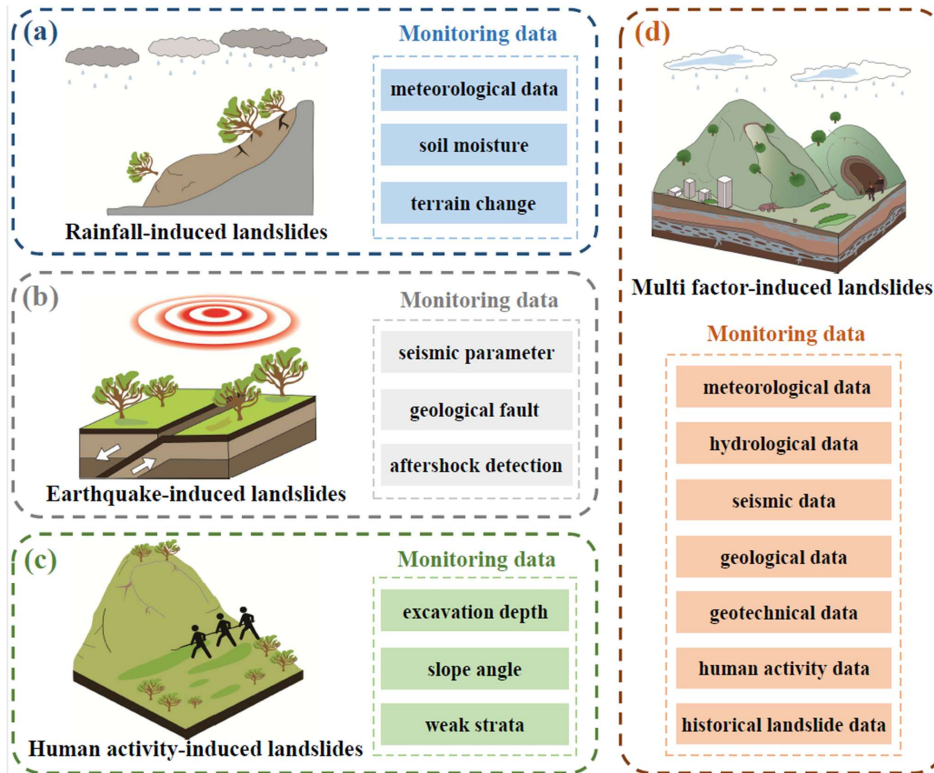 (a)
Monitoring data
meteorological data
soil moisture
terrain change
Rainfall-induced landslides
(b)
Monitoring data
seismic parameter
geological fault
aftershock detection
Earthquake-induced landslides
(c)
Monitoring data
excavation depth
slope angle
weak strata
Human activity-induced landslides
(d)
Multi factor-induced landslides
Monitoring data
meteorological data
hydrological data
seismic data
geological data
geotechnical data
human activity data
historical landslide data